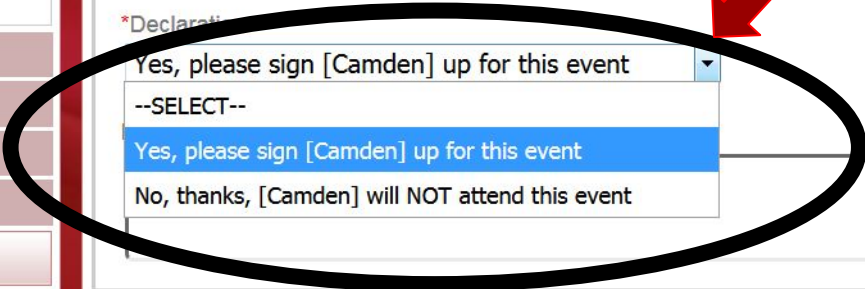 *Declaration
Yes, please sign [Camden] up for this event
--SELECT--
Yes, please sign [Camden] up for this event
No, thanks, [Camden] will NOT attend this event